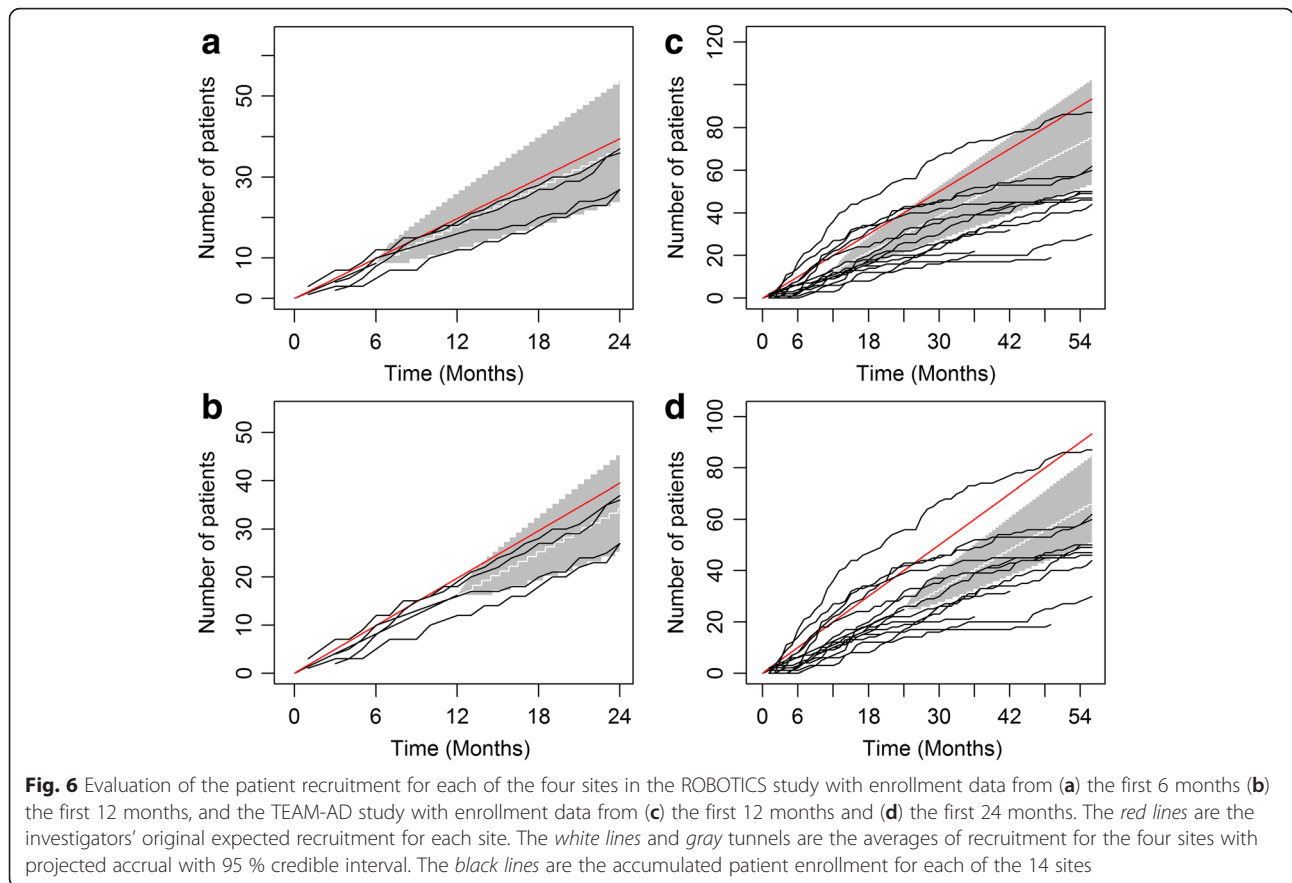 a
Number of patients
0 10 30 50
0 6 12 18 24
Time (Months)
c
Number of patients
0 20 40 60 80 120
0 6 18 30 42 54
Time (Months)
b
Number of patients
0 10 20 30 40 50
0 6 12 18 24
Time (Months)
d
Number of patients
0 20 40 60 80 100
0 6 18 30 42 54
Time (Months)
Fig. 6 Evaluation of the patient recruitment for each of the four sites in the ROBOTICS study with enrollment data from (a) the first 6 months (b)
the first 12 months, and the TEAM-AD study with enrollment data from (c) the first 12 months and (d) the first 24 months. The red lines are the
investigators' original expected recruitment for each site. The white lines and gray tunnels are the averages of recruitment for the four sites with
projected accrual with 95 % credible interval. The black lines are the accumulated patient enrollment for each of the 14 sites